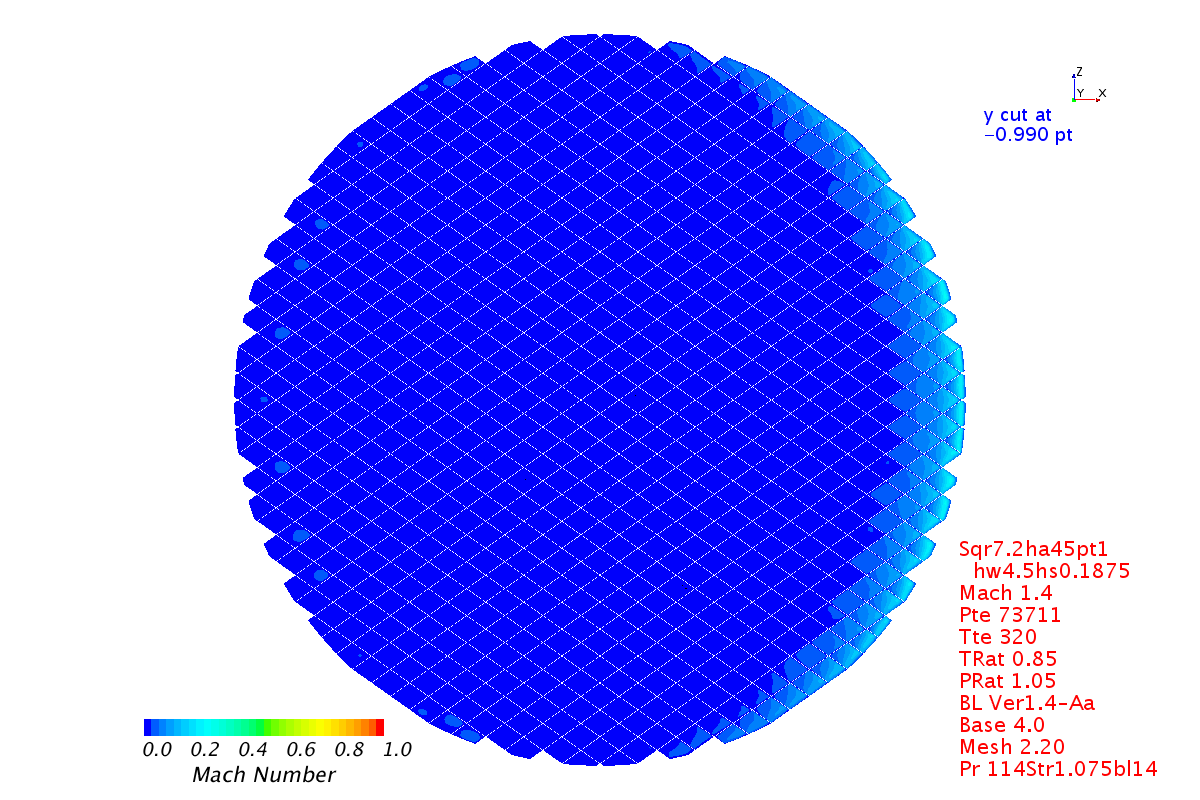 Z
Y X
y cut at
−0.990 pt
Sqr7.2ha45pt1
hw4.5hs0.1875
Mach 1.4
Pte 73711
Tte 320
TRat 0.85
PRat 1.05
BL Ver1.4−Aa
Base 4.0
Mesh 2.20
Pr 114Str1.075bl14
0.0 0.2 0.4 0.6 0.8 1.0
Mach Number